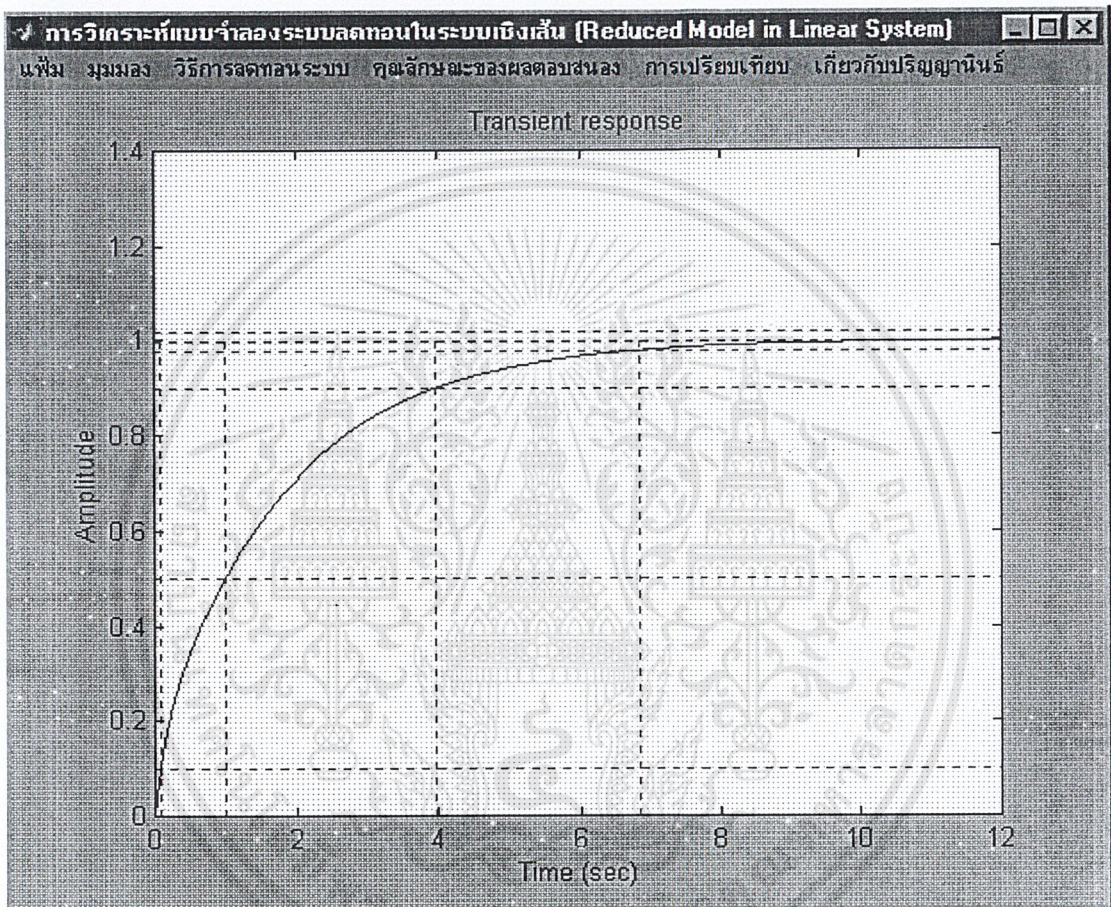 การวิเคราะห์แบบจำลองระบบลดทอนในระบบเชิงเส้น (Reduced Model in Linear System)
แฟ้ม มุมมอง วิธีการลดทอนระบบ คุณลักษณะของผลตอบสนอง การเปรียบเทียบ เกี่ยวกับปริญญานิพนธ์
Transient response
1.4
1.2
1
0.8
0.6
0.4
0.2
0
Amplitude
0 2 4 6 8 10 12
Time (sec)